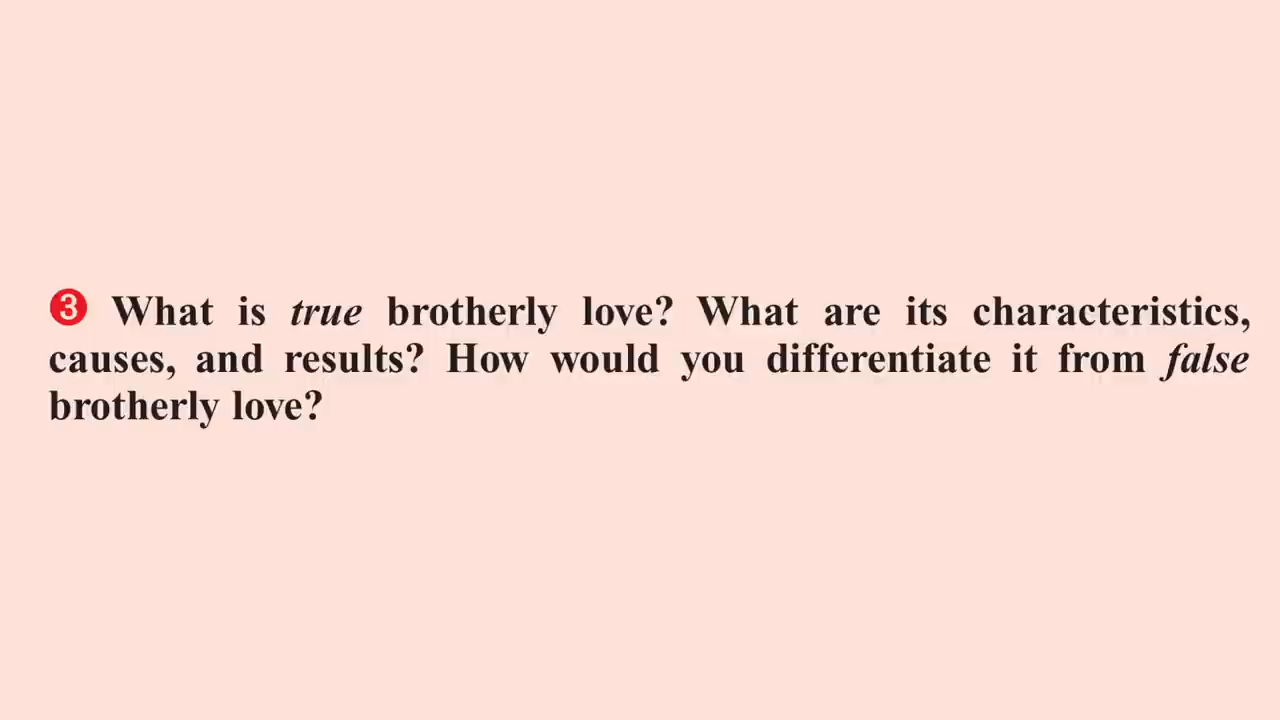 ❸ What is true brotherly love? What are its characteristics,
causes, and results? How would you differentiate it from false
brotherly love?